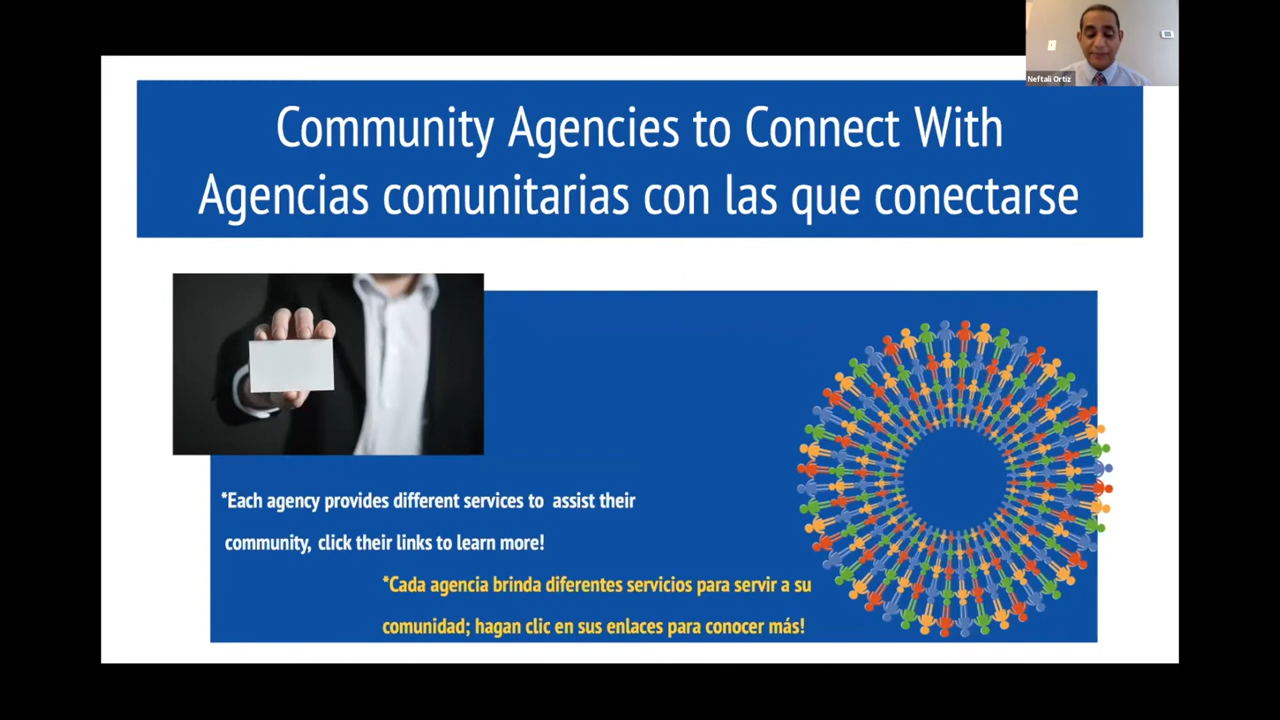 Neftali Ortiz
Community Agencies to Connect With
Agencias comunitarias con las que conectarse
*Each agency provides different services to assist their
community, click their links to learn more!
*Cada agencia brinda diferentes servicios para servir a su
comunidad; hagan clic en sus enlaces para conocer más!